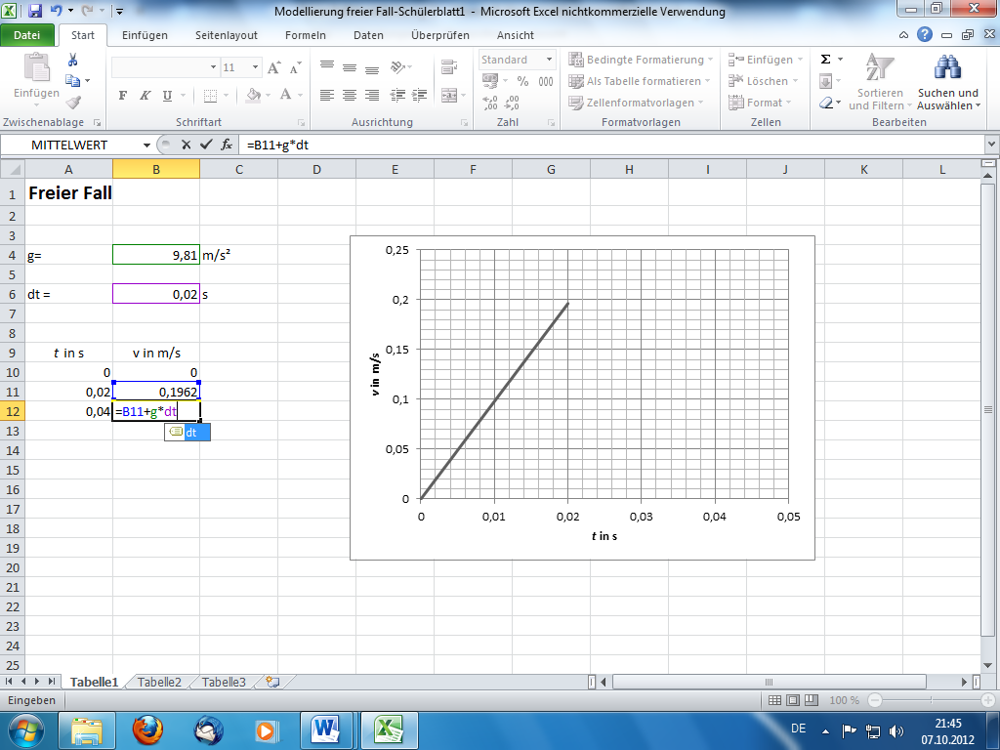 Modellierung freier Fall-Schülerblatt1 - Microsoft Excel nichtkommerzielle Verwendung
Datei Start Einfügen Seitenlayout Formeln Daten Überprüfen Ansicht
Einfügen
11 A A
F K U A
Standard
% 000
Bedingte Formatierung
Als Tabelle formatieren
Zellenformatvorlagen
Einfügen
Löschen
Format
Σ
Sortieren und Filtern
Suchen und Auswählen
Zwischenablage Schriftart Ausrichtung Zahl Formatvorlagen Zellen Bearbeiten
MITTELWERT fx =B11+g*dt
A B C D E F G H I J K L
1 Freier Fall
2
3
4 g= 9,81 m/s²
5
6 dt = 0,02 s
7
8
9 t in s v in m/s
10 0 0
11 0,02 0,1962
12 0,04 =B11+g*dt
dt
13
14
15
16
17
18
19
20
21
22
23
24
25
0,25
0,2
0,15
0,1
0,05
0
v in m/s
0 0,01 0,02 0,03 0,04 0,05
t in s
Tabelle1 Tabelle2 Tabelle3
Eingeben 100 %
DE 21:45
07.10.2012